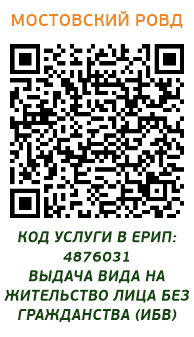 МОСТОВСКИЙ РОВД
КОД УСЛУГИ В ЕРИП:
4876031
ВЫДАЧА ВИДА НА
ЖИТЕЛЬСТВО ЛИЦА БЕЗ
ГРАЖДАНСТВА (ИБВ)